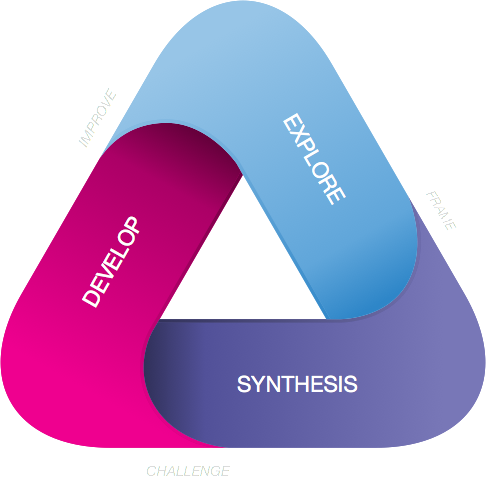 IMPROVE
EXPLORE
FRAME
DEVELOP
SYNTHESIS
CHALLENGE